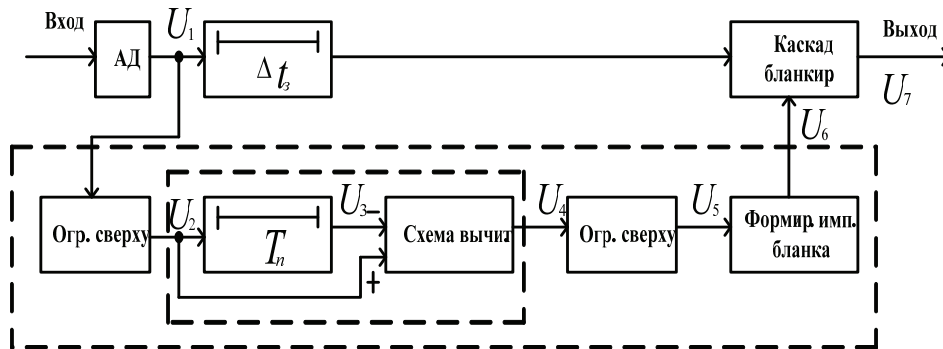 Вход
U1
АД
Δtз
Каскад
бланкир
Выход
U7
U6
Огр. сверху
U2
Tп
U3
−
+
Схема вычит
U4
Огр. сверху
U5
Формир. имп.
бланка